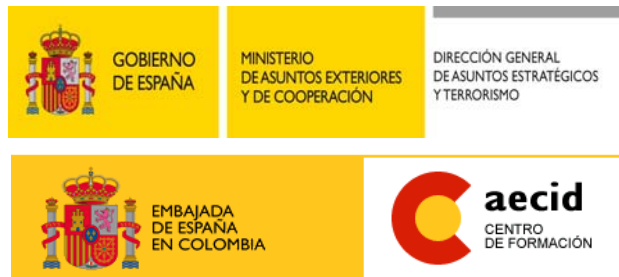 GOBIERNO
DE ESPAÑA
MINISTERIO
DE ASUNTOS EXTERIORES
Y DE COOPERACIÓN
DIRECCIÓN GENERAL
DE ASUNTOS ESTRATÉGICOS
Y TERRORISMO
EMBAJADA
DE ESPAÑA
EN COLOMBIA
aecid
CENTRO
DE FORMACIÓN